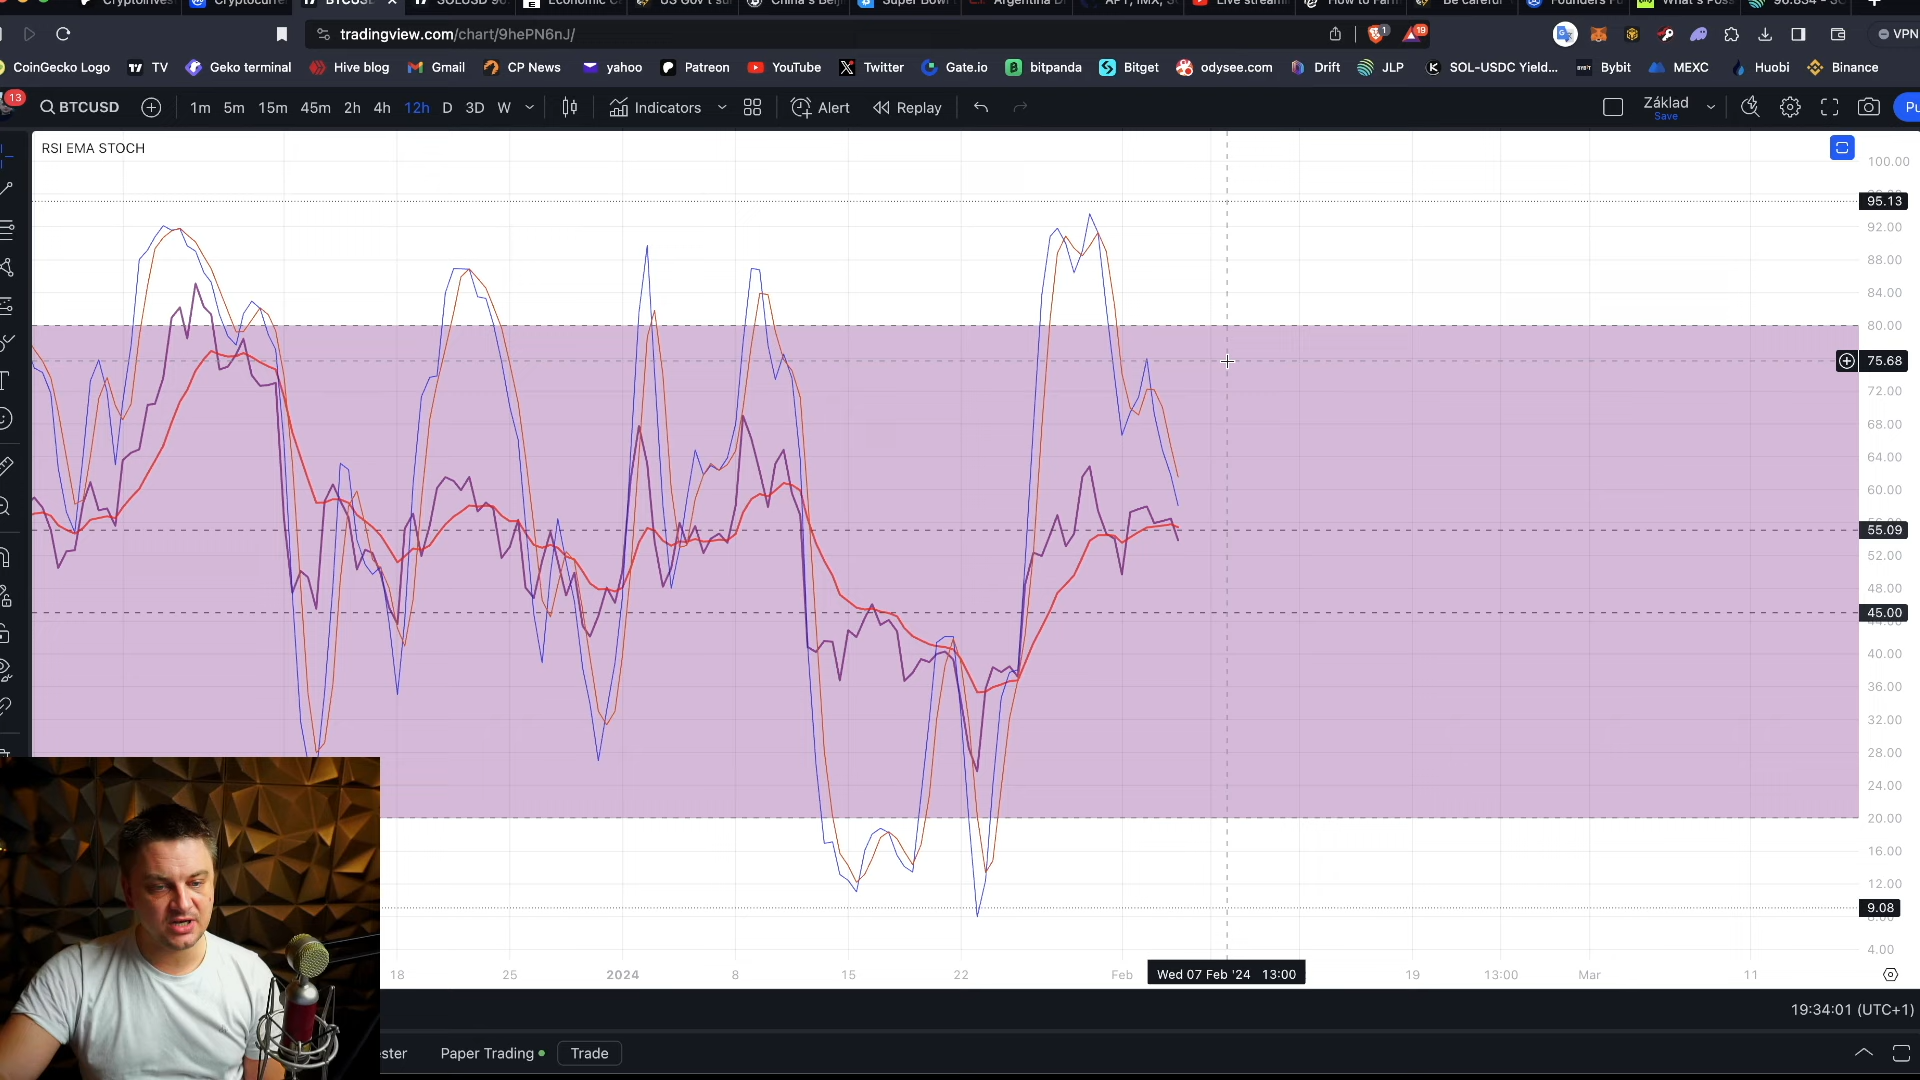 BTCUSD
tradingview.com/chart/9hePN6nJ/
1
19
VPN
CoinGecko Logo TV Geko terminal Hive blog Gmail CP News yahoo Patreon YouTube Twitter Gate.io bitpanda Bitget odysee.com Drift JLP SOL-USDC Yield... Bybit MEXC Huobi Binance
13
BTCUSD 1m 5m 15m 45m 2h 4h 12h D 3D W Indicators Alert Replay Základ
Save
RSI EMA STOCH
100.00
95.13
92.00
88.00
84.00
80.00
75.68
72.00
68.00
64.00
60.00
55.09
52.00
48.00
45.00
40.00
36.00
32.00
28.00
24.00
20.00
16.00
12.00
9.08
4.00
18 25 2024 8 15 22 Feb Wed 07 Feb '24 13:00 19 13:00 Mar 11
19:34:01 (UTC+1)
Paper Trading Trade